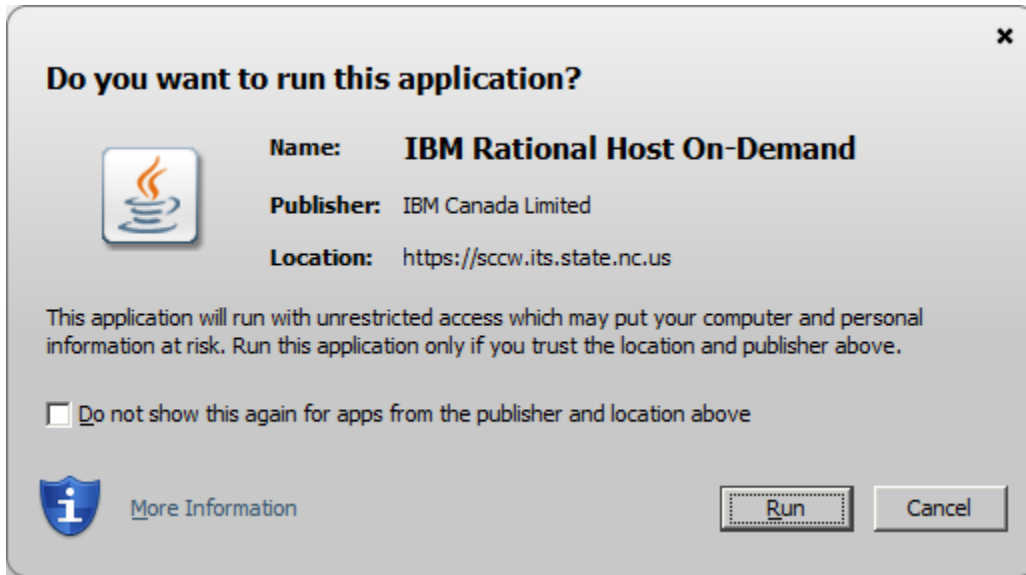 Do you want to run this application?
Name: IBM Rational Host On-Demand
Publisher: IBM Canada Limited
Location: https://sccw.its.state.nc.us
This application will run with unrestricted access which may put your computer and personal
information at risk. Run this application only if you trust the location and publisher above.
Do not show this again for apps from the publisher and location above
More Information
Run Cancel